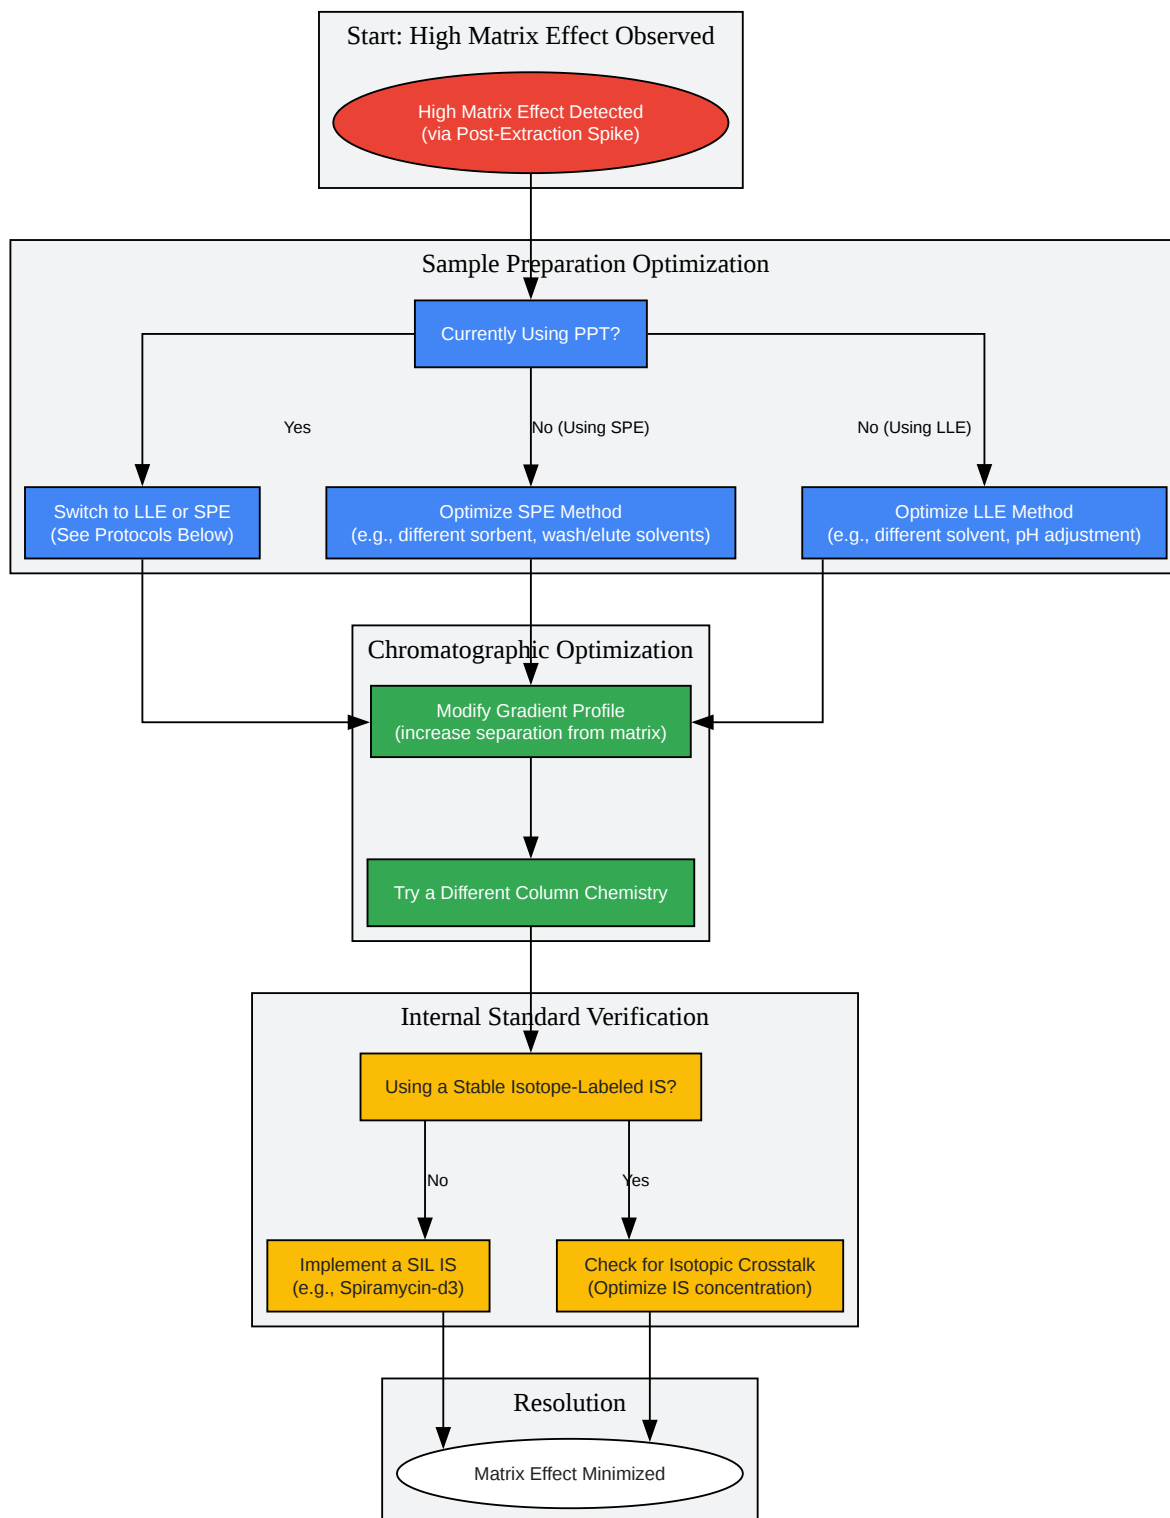 Start: High Matrix Effect Observed
High Matrix Effect Detected
(via Post-Extraction Spike)
Sample Preparation Optimization
Currently Using PPT?
Yes
No (Using SPE)
No (Using LLE)
Switch to LLE or SPE
(See Protocols Below)
Optimize SPE Method
(e.g., different sorbent, wash/elute solvents)
Optimize LLE Method
(e.g., different solvent, pH adjustment)
Chromatographic Optimization
Modify Gradient Profile
(increase separation from matrix)
Try a Different Column Chemistry
Internal Standard Verification
Using a Stable Isotope-Labeled IS?
No
Yes
Implement a SIL IS
(e.g., Spiramycin-d3)
Check for Isotopic Crosstalk
(Optimize IS concentration)
Resolution
Matrix Effect Minimized